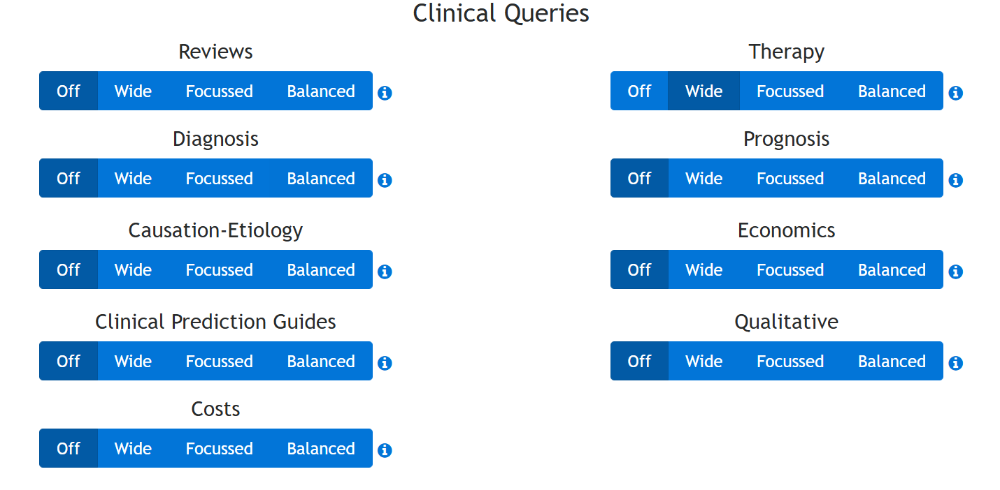 Clinical Queries
Reviews
Off Wide Focussed Balanced
Therapy
Off Wide Focussed Balanced
Diagnosis
Off Wide Focussed Balanced
Prognosis
Off Wide Focussed Balanced
Causation-Etiology
Off Wide Focussed Balanced
Economics
Off Wide Focussed Balanced
Clinical Prediction Guides
Off Wide Focussed Balanced
Qualitative
Off Wide Focussed Balanced
Costs
Off Wide Focussed Balanced